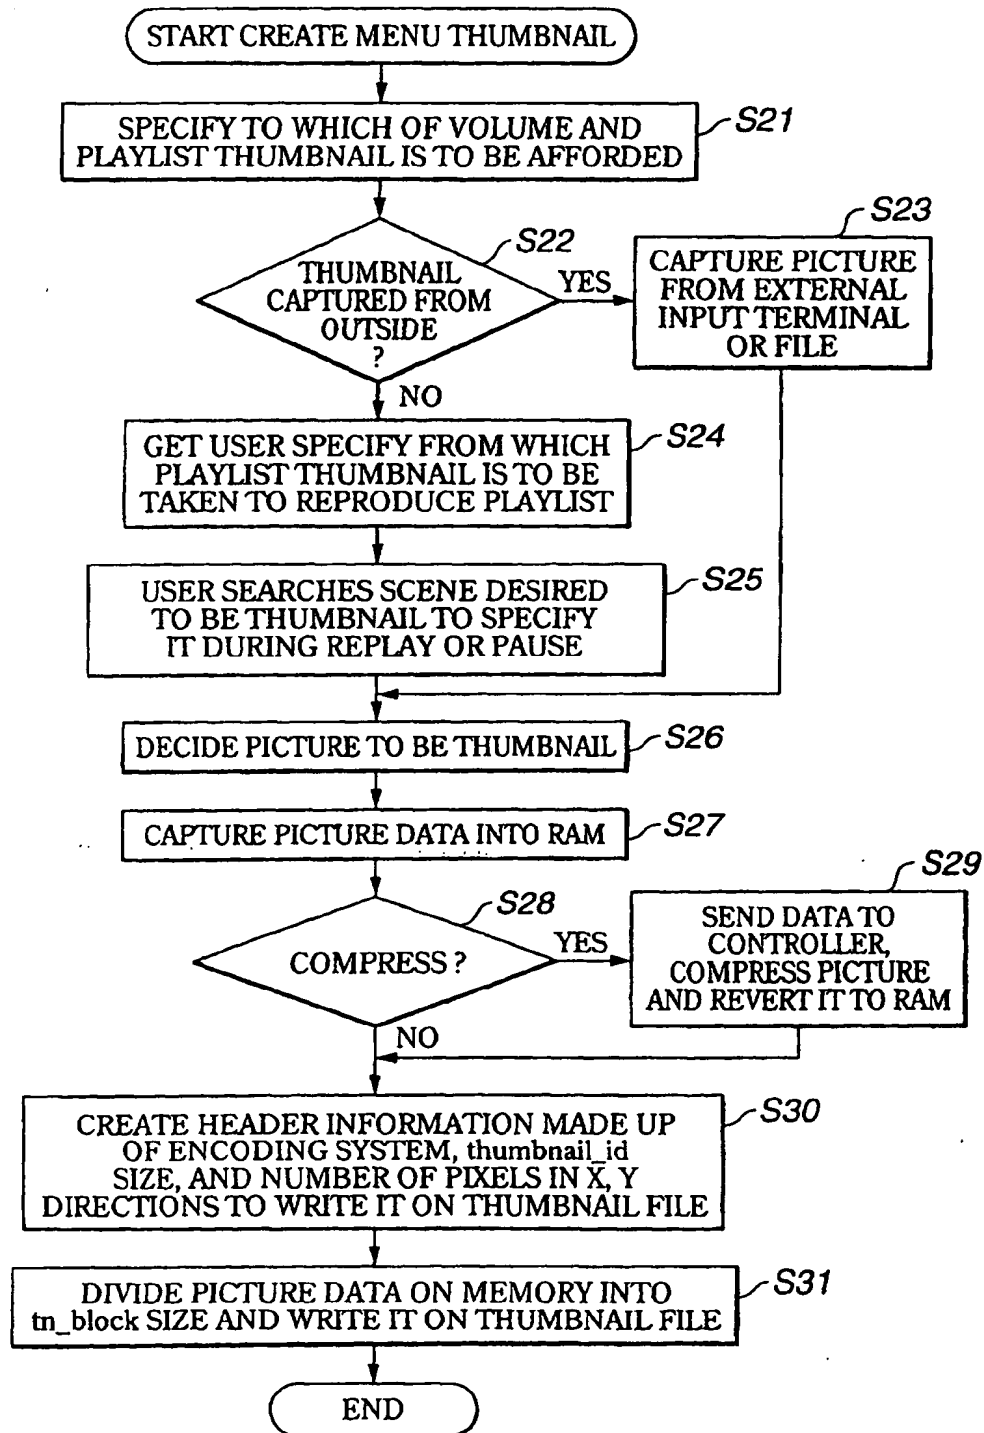 START CREATE MENU THUMBNAIL
S21
SPECIFY TO WHICH OF VOLUME AND
PLAYLIST THUMBNAIL IS TO BE AFFORDED
S22
THUMBNAIL
CAPTURED FROM
OUTSIDE
?
YES
S23
CAPTURE PICTURE
FROM EXTERNAL
INPUT TERMINAL
OR FILE
NO
S24
GET USER SPECIFY FROM WHICH
PLAYLIST THUMBNAIL IS TO BE
TAKEN TO REPRODUCE PLAYLIST
S25
USER SEARCHES SCENE DESIRED
TO BE THUMBNAIL TO SPECIFY
IT DURING REPLAY OR PAUSE
S26
DECIDE PICTURE TO BE THUMBNAIL
S27
CAPTURE PICTURE DATA INTO RAM
S28
COMPRESS ?
YES
S29
SEND DATA TO
CONTROLLER,
COMPRESS PICTURE
AND REVERT IT TO RAM
NO
S30
CREATE HEADER INFORMATION MADE UP
OF ENCODING SYSTEM, thumbnail_id
SIZE, AND NUMBER OF PIXELS IN X, Y
DIRECTIONS TO WRITE IT ON THUMBNAIL FILE
S31
DIVIDE PICTURE DATA ON MEMORY INTO
tn_block SIZE AND WRITE IT ON THUMBNAIL FILE
END